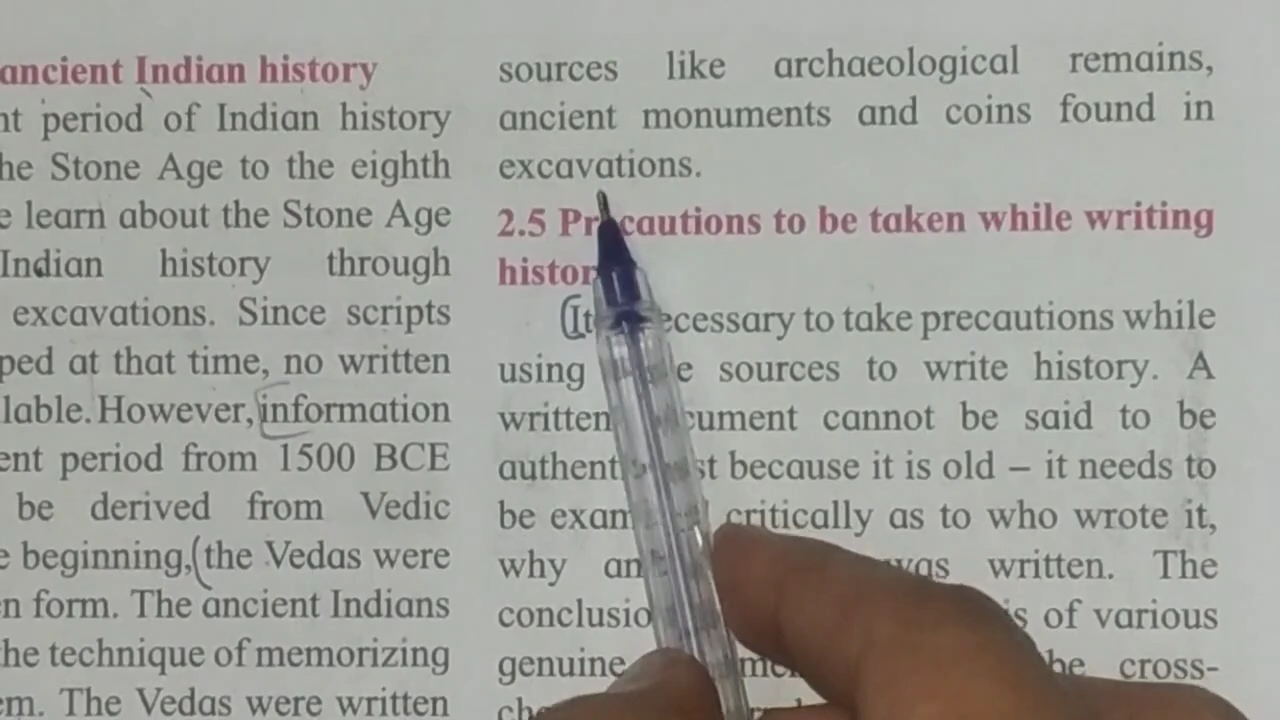 ancient Indian history
nt period of Indian history
he Stone Age to the eighth
e learn about the Stone Age
Indian history through
excavations. Since scripts
ped at that time, no written
lable. However, information
ent period from 1500 BCE
be derived from Vedic
e beginning, (the Vedas were
en form. The ancient Indians
the technique of memorizing
em. The Vedas were written
sources like archaeological remains,
ancient monuments and coins found in
excavations.
2.5 Precautions to be taken while writing
histor
(It ecessary to take precautions while
using e sources to write history. A
written cument cannot be said to be
authent st because it is old – it needs to
be exam critically as to who wrote it,
why an was written. The
conclusio s of various
genuine me he cross-